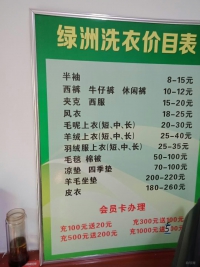 绿洲洗衣价目表
半袖 8-15元
西裤 牛仔裤 休闲裤 10-12元
夹克 西服 15-20元
风衣 18-25元
毛呢上衣(短、中、长) 20-30元
羊绒上衣(短、中、长) 25-40元
羽绒服上衣(短、中、长) 25-35元
毛毯 棉被 50-100元
凉垫 四季垫 70-100元
羊毛坐垫 200-220元
皮衣 180-260元
会员卡办理
充100元送20元 充300元送100元
充500元送200元 充1000元送5